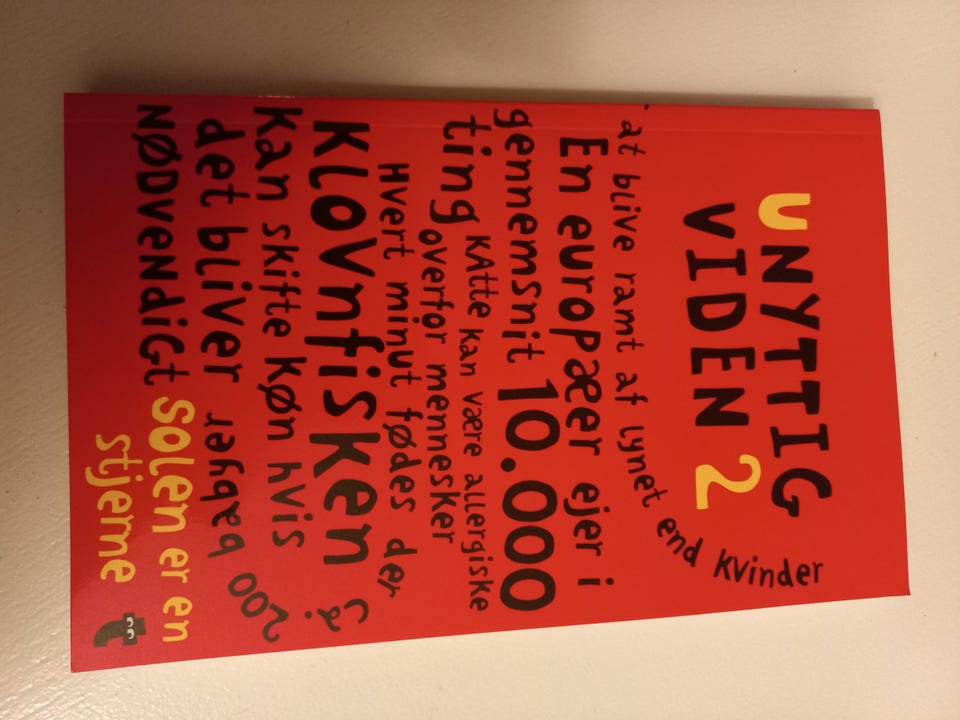 UNYTTIG
VIDEN 2
at blive ramt af lynet end kvinder
En europæer ejer i
gennemsnit 10.000
ting
Katte kan være allergiske
overfor mennesker
Hvert minut fødes der ca. 200 babyer
Klovnfisken
kan skifte køn hvis
det bliver
NØDVENDIGT
Solen er en
stjerne
t